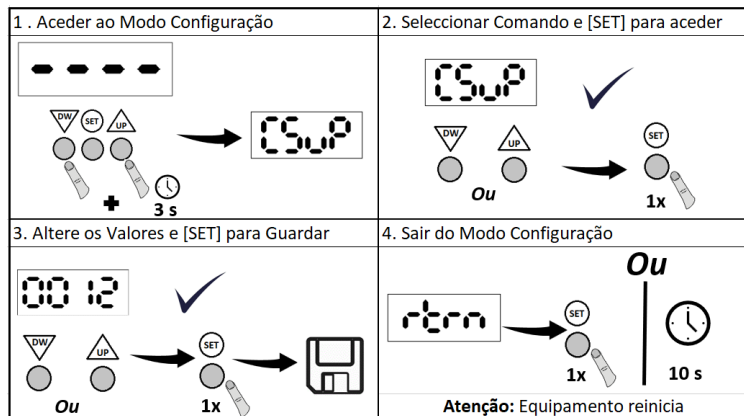 1 . Aceder ao Modo Configuração
- - - -
DW SET UP
CSuP
+ 3 s
2. Seleccionar Comando e [SET] para aceder
CSuP
DW UP SET
Ou
1x
3. Altere os Valores e [SET] para Guardar
0012
DW UP SET
Ou 1x
4. Sair do Modo Configuração
Ou
rtrn
SET
1x 10 s
Atenção: Equipamento reinicia